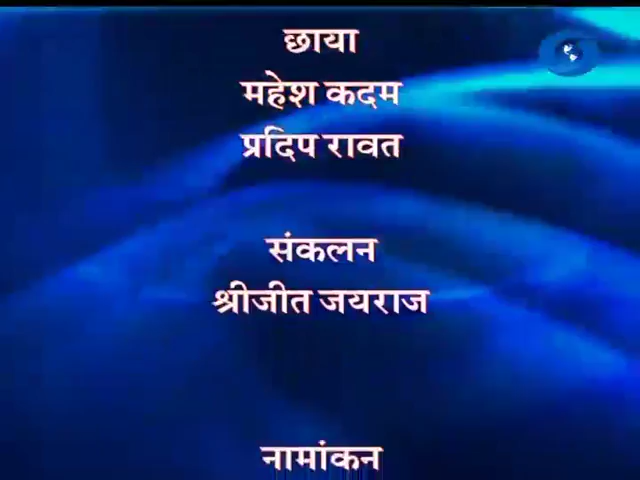 छाया
महेश कदम
प्रदिप रावत
संकलन
श्रीजीत जयराज
नामांकन